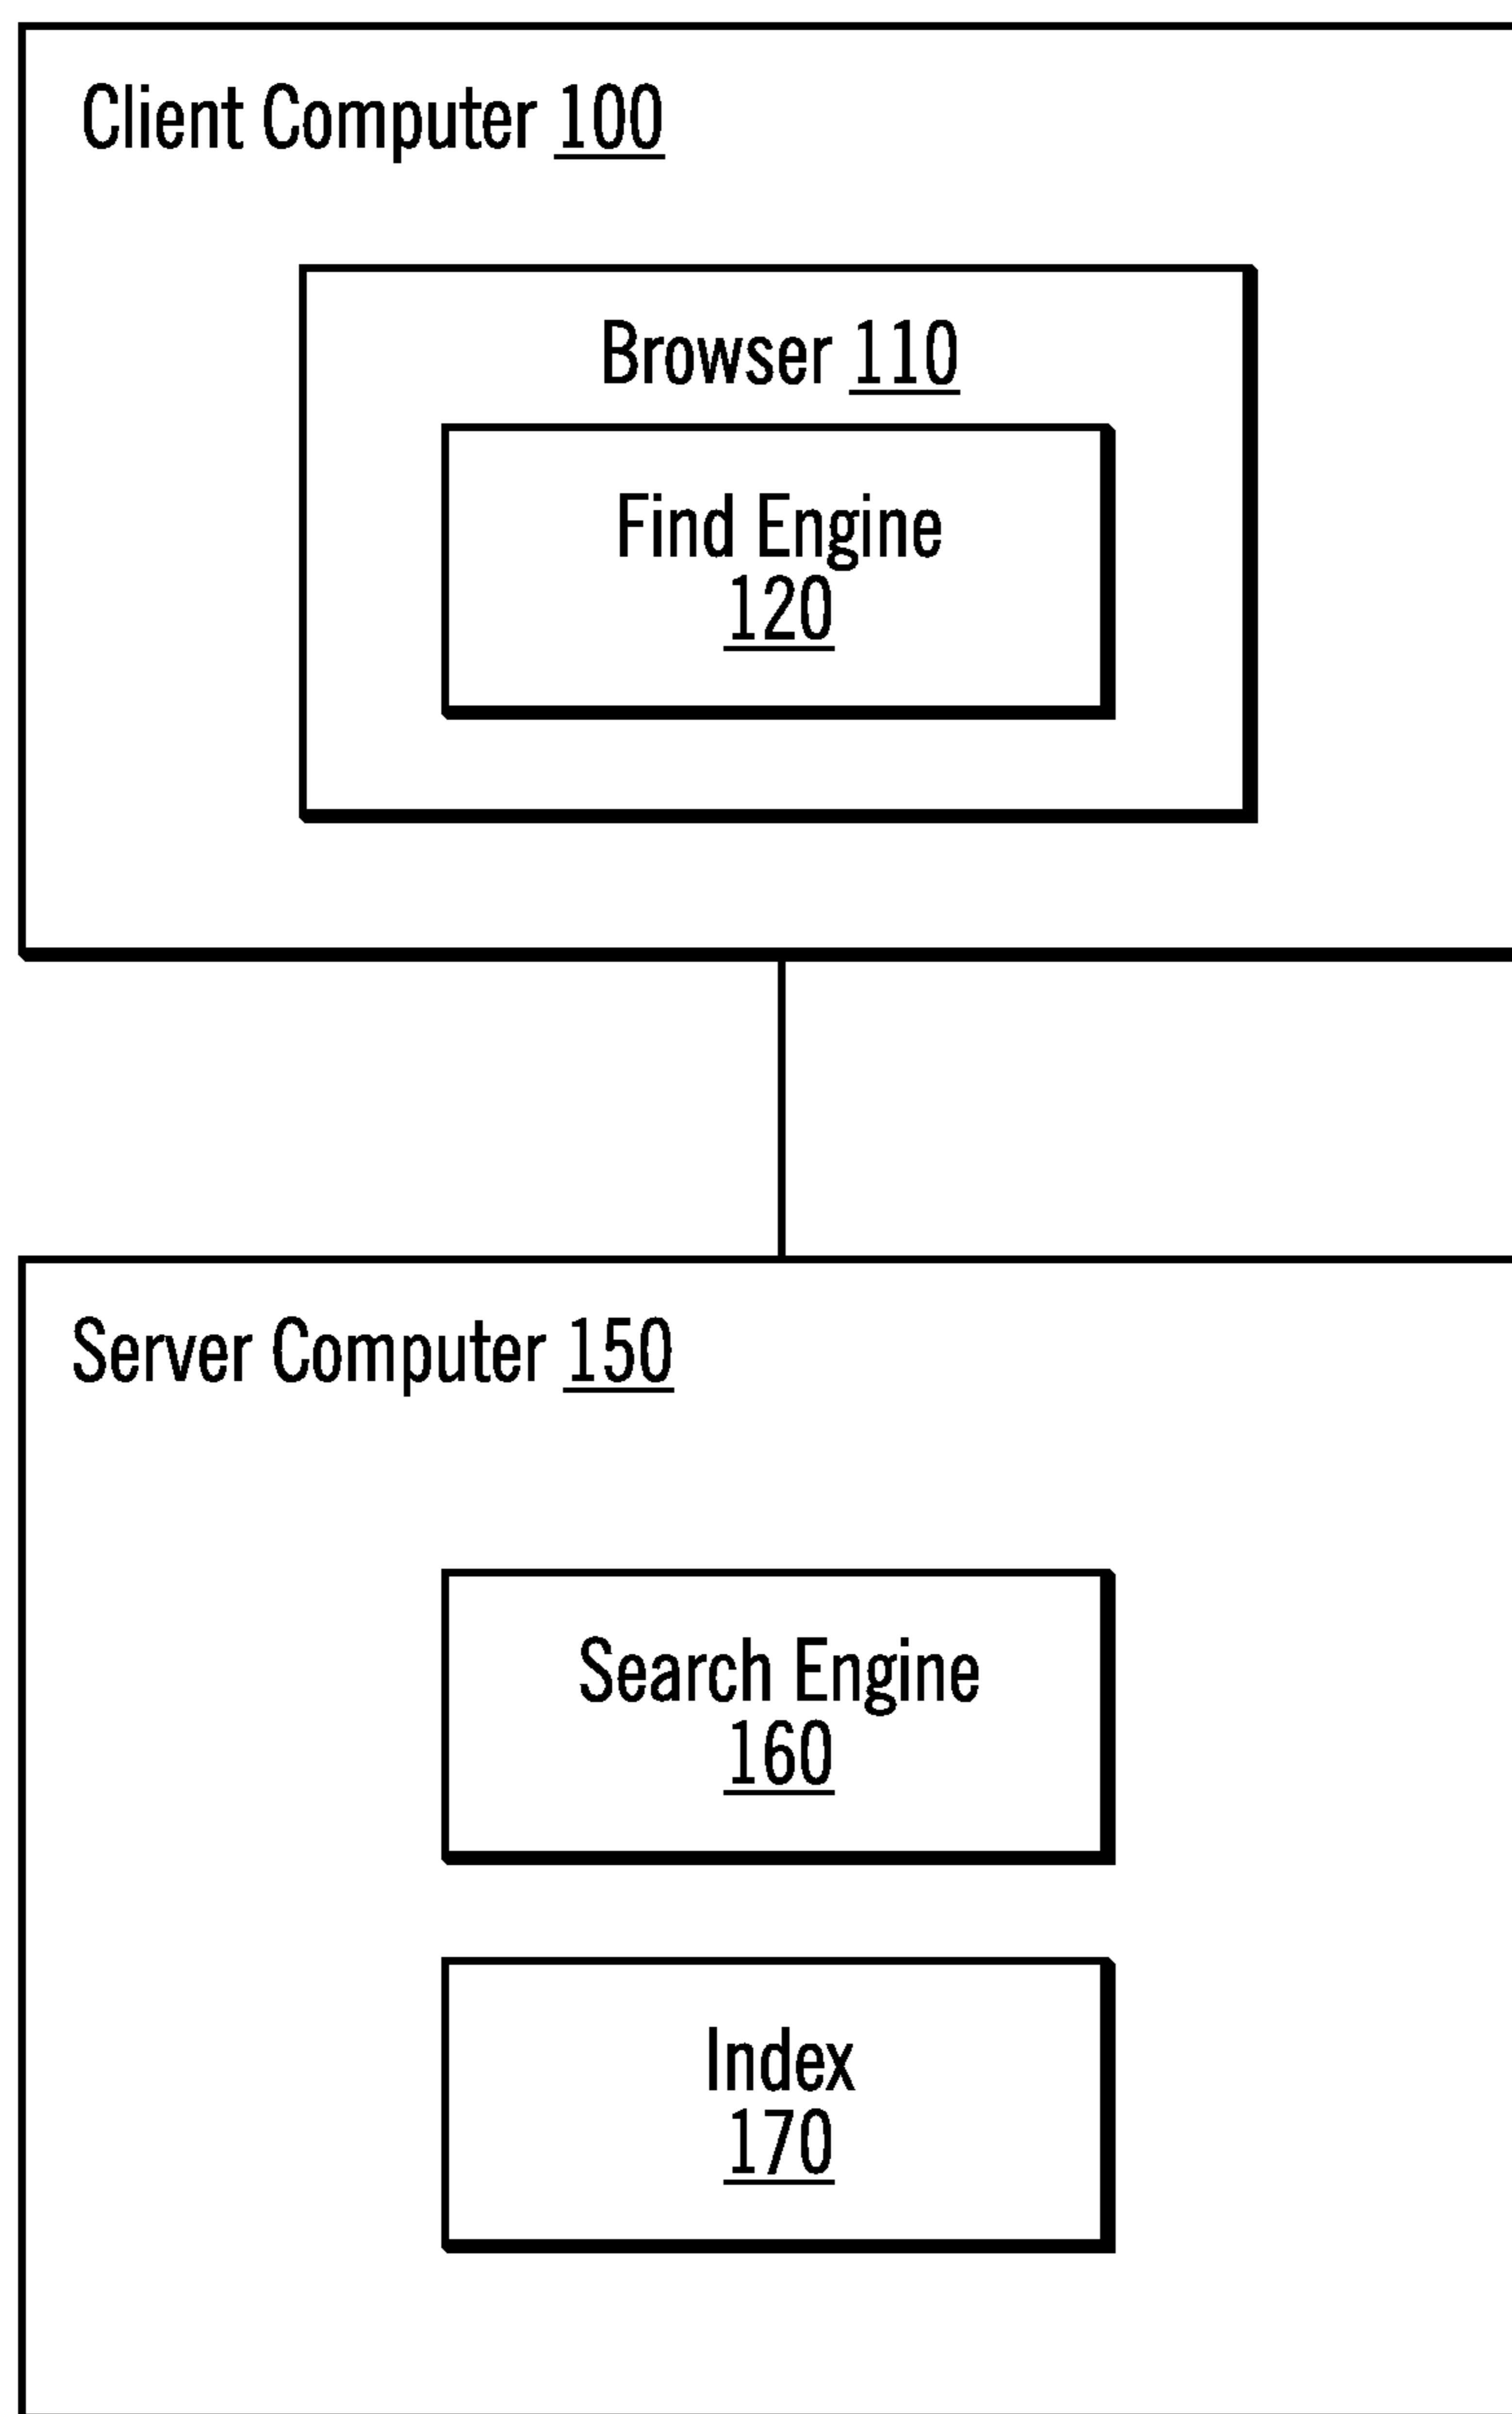 Client Computer 100
Browser 110
Find Engine
120
Server Computer 150
Search Engine
160
Index
170